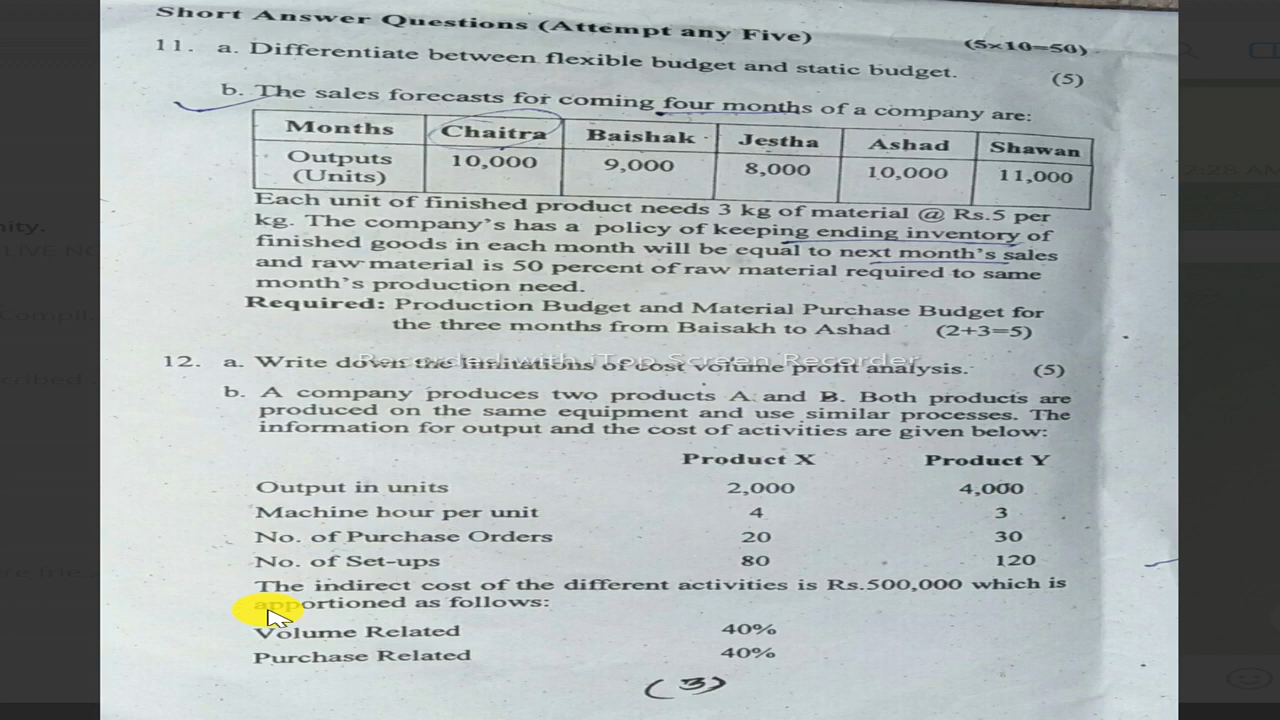 Short Answer Questions (Attempt any Five) (5×10=50)
11. a. Differentiate between flexible budget and static budget. (5)
b. The sales forecasts for coming four months of a company are:
Months Chaitra Baishak Jestha Ashad Shawan
Outputs (Units) 10,000 9,000 8,000 10,000 11,000
Each unit of finished product needs 3 kg of material @ Rs.5 per
kg. The company's has a policy of keeping ending inventory of
finished goods in each month will be equal to next month's sales
and raw material is 50 percent of raw material required to same
month's production need.
Required: Production Budget and Material Purchase Budget for
the three months from Baisakh to Ashad (2+3=5)
Recorded with iTop Screen Recorder
12. a. Write down the limitations of cost volume profit analysis. (5)
b. A company produces two products A and B. Both products are
produced on the same equipment and use similar processes. The
information for output and the cost of activities are given below:
Product X Product Y
Output in units 2,000 4,000
Machine hour per unit 4 3
No. of Purchase Orders 20 30
No. of Set-ups 80 120
The indirect cost of the different activities is Rs.500,000 which is
apportioned as follows:
Volume Related 40%
Purchase Related 40%
(3)